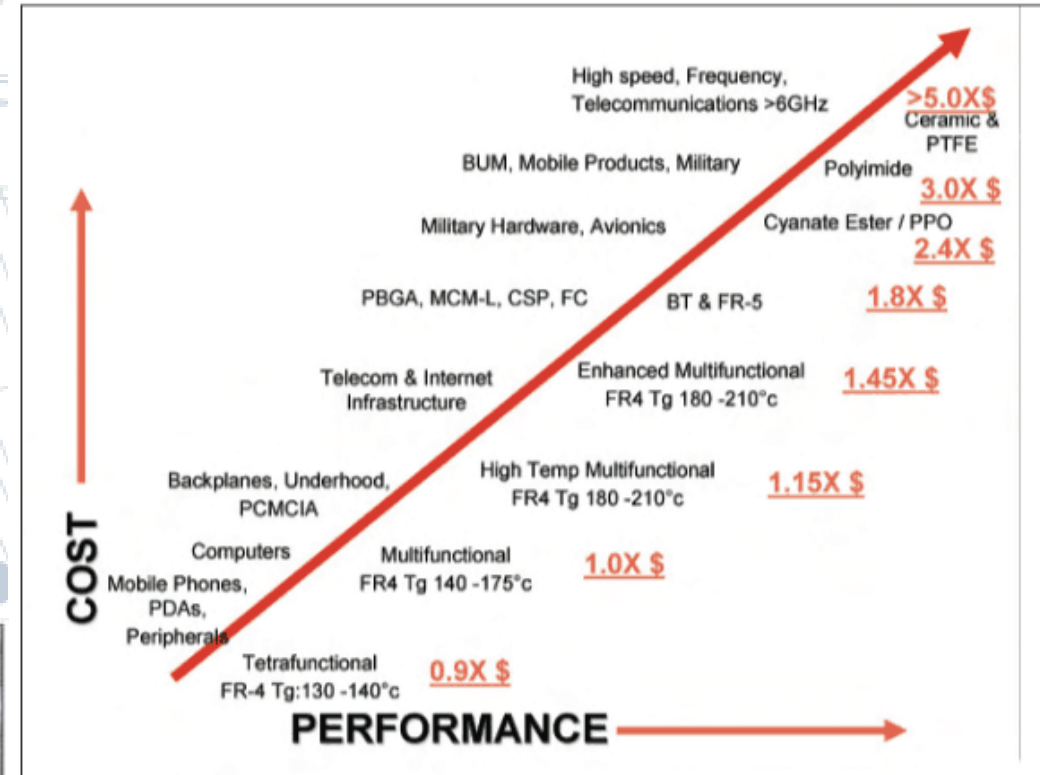 High speed, Frequency,
Telecommunications >6GHz
>5.0X$
Ceramic &
PTFE
BUM, Mobile Products, Military
Polyimide
3.0X $
Military Hardware, Avionics
Cyanate Ester / PPO
2.4X $
PBGA, MCM-L, CSP, FC
BT & FR-5
1.8X $
Telecom & Internet
Infrastructure
Enhanced Multifunctional
FR4 Tg 180 -210°c
1.45X $
Backplanes, Underhood,
PCMCIA
High Temp Multifunctional
FR4 Tg 180 -210°c
1.15X $
Computers
Multifunctional
FR4 Tg 140 -175°c
1.0X $
Mobile Phones,
PDAs,
Peripherals
Tetrafunctional
FR-4 Tg:130 -140°c
0.9X $
COST
PERFORMANCE